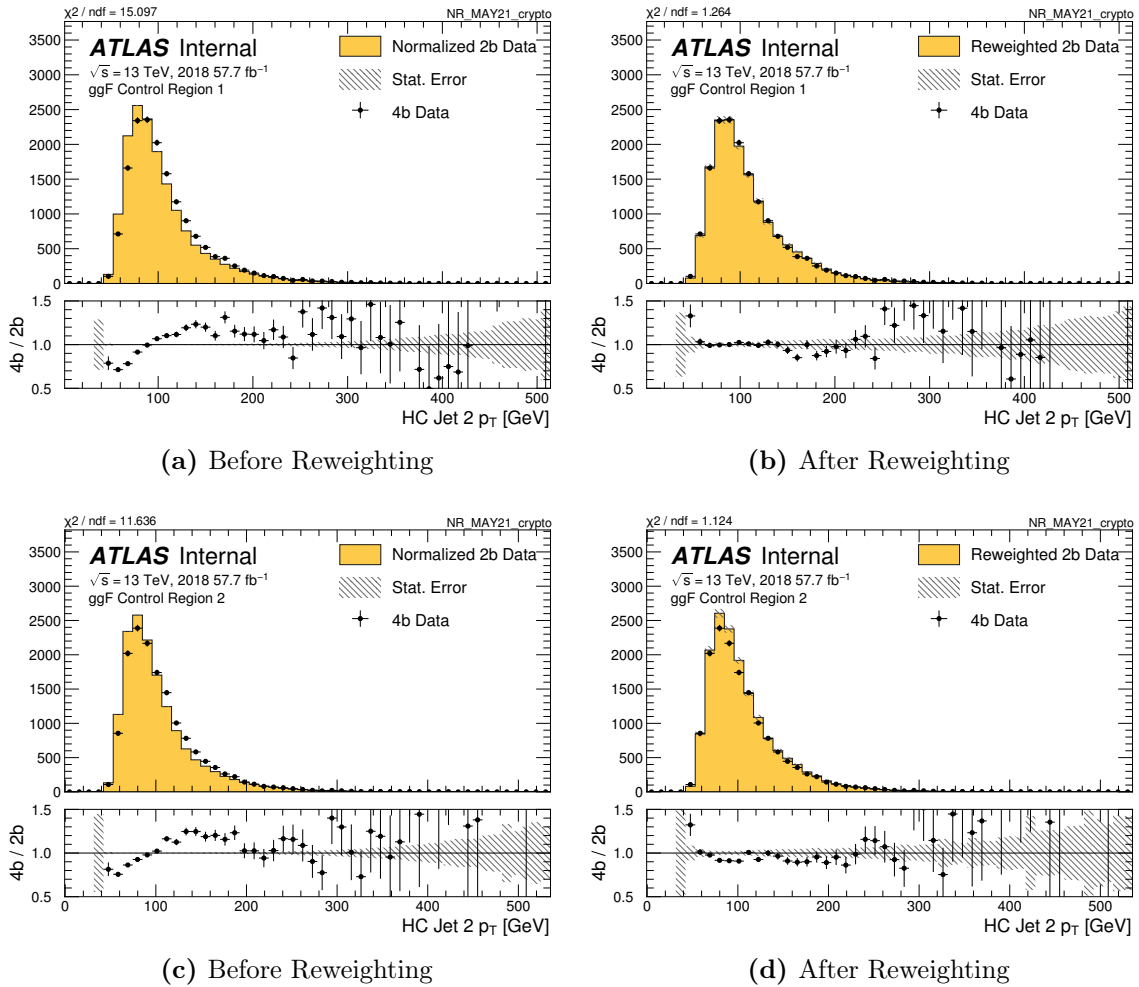 χ2 / ndf = 15.097 NR_MAY21_crypto
ATLAS Internal
√s = 13 TeV, 2018 57.7 fb⁻¹
ggF Control Region 1
Normalized 2b Data
Stat. Error
4b Data
3500
3000
2500
2000
1500
1000
500
0
1.5
1.0
0.5
4b / 2b
100 200 300 400 500
HC Jet 2 pT [GeV]
(a) Before Reweighting
χ2 / ndf = 1.264 NR_MAY21_crypto
ATLAS Internal
√s = 13 TeV, 2018 57.7 fb⁻¹
ggF Control Region 1
Reweighted 2b Data
Stat. Error
4b Data
3500
3000
2500
2000
1500
1000
500
0
1.5
1.0
0.5
4b / 2b
100 200 300 400 500
HC Jet 2 pT [GeV]
(b) After Reweighting
χ2 / ndf = 11.636 NR_MAY21_crypto
ATLAS Internal
√s = 13 TeV, 2018 57.7 fb⁻¹
ggF Control Region 2
Normalized 2b Data
Stat. Error
4b Data
3500
3000
2500
2000
1500
1000
500
0
1.5
1.0
0.5
4b / 2b
0 100 200 300 400 500
HC Jet 2 pT [GeV]
(c) Before Reweighting
χ2 / ndf = 1.124 NR_MAY21_crypto
ATLAS Internal
√s = 13 TeV, 2018 57.7 fb⁻¹
ggF Control Region 2
Reweighted 2b Data
Stat. Error
4b Data
3500
3000
2500
2000
1500
1000
500
0
1.5
1.0
0.5
4b / 2b
0 100 200 300 400 500
HC Jet 2 pT [GeV]
(d) After Reweighting